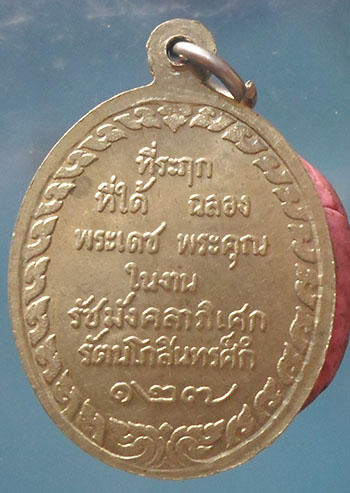 ที่ระฦก
ที่ได้ ฉลอง
พระเดช พระคุณ
ในงาน
รัชมังคลาภิเศก
รัตนโกสินทรศ๊ก๊
๑๒๗